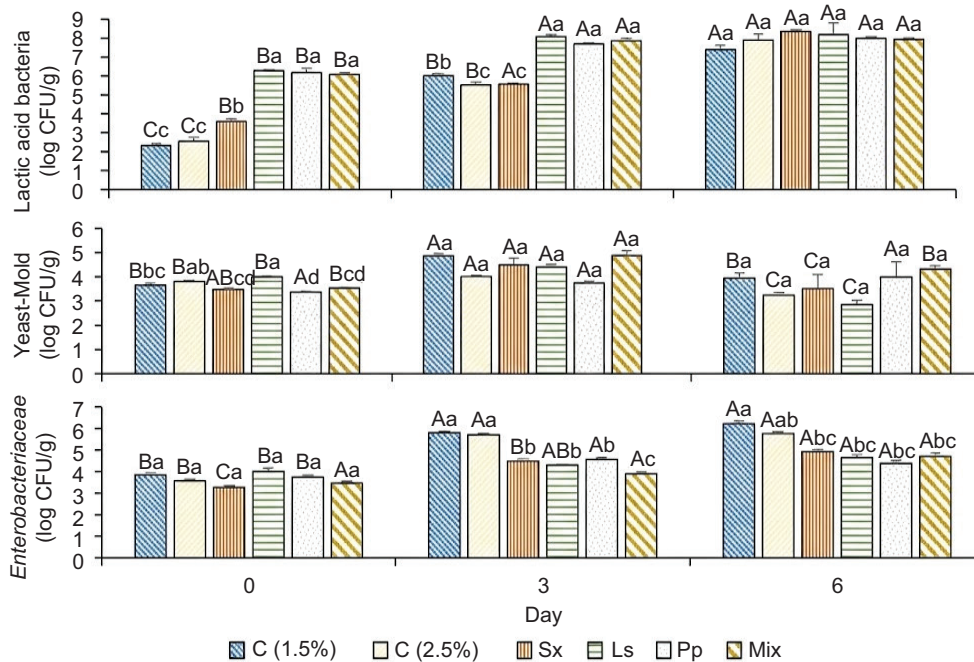 Lactic acid bacteria
(log CFU/g)
9
8
7
6
5
4
3
2
1
0
Cc Cc Bb Ba Ba Ba
Bb Bc Ac Aa Aa Aa
Aa Aa Aa Aa Aa Aa
Yeast-Mold
(log CFU/g)
6
5
4
3
2
1
0
Bbc Bab ABcd Ba Ad Bcd
Aa Aa Aa Aa Aa Aa
Ba Ca Ca Ca Aa Ba
Enterobacteriaceae
(log CFU/g)
7
6
5
4
3
2
1
0
Ba Ba Ca Ba Ba Aa
Aa Aa Bb ABb Ab Ac
Aa Aab Abc Abc Abc Abc
0 3 6
Day
C (1.5%) C (2.5%) Sx Ls Pp Mix